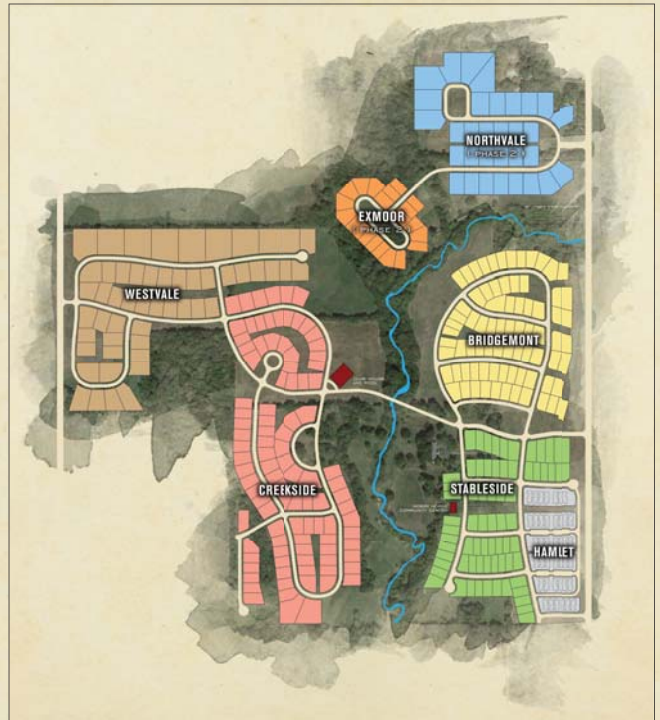 NORTHVALE
(PHASE 2)
EXMOOR
(PHASE 2)
WESTVALE
BRIDGEMONT
CREEKSIDE
STABLESIDE
HAMLET